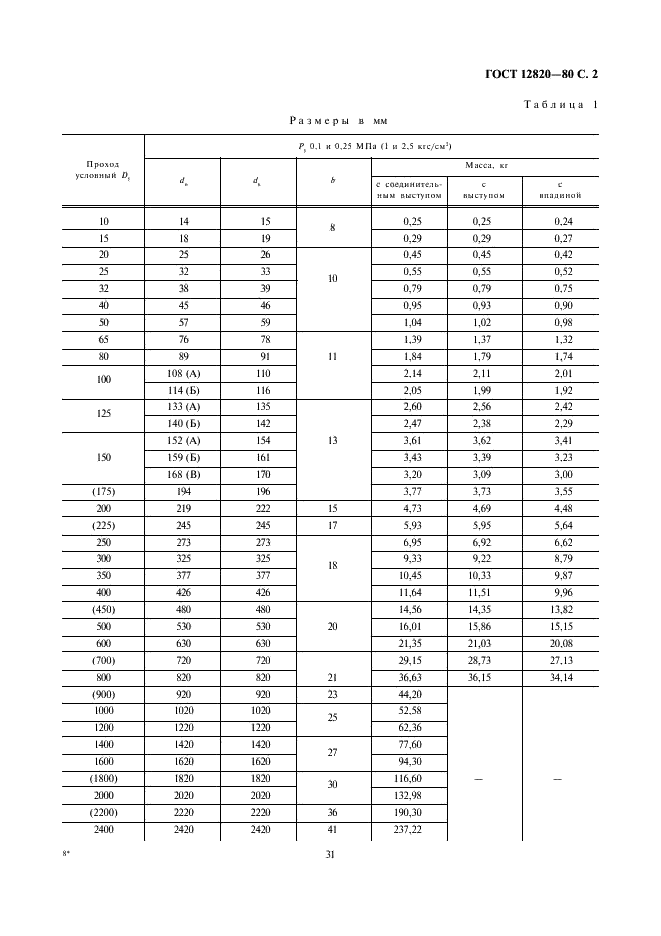 ГОСТ 12820—80 С. 2
Таблица 1
Размеры в мм
Проход условный Dу | Pу 0,1 и 0,25 МПа (1 и 2,5 кгс/см²)
dн | dв | b | Масса, кг
с соединитель-ным выступом | с выступом | с впадиной
10 14 15 8 0,25 0,25 0,24
15 18 19 0,29 0,29 0,27
20 25 26 10 0,45 0,45 0,42
25 32 33 0,55 0,55 0,52
32 38 39 0,79 0,79 0,75
40 45 46 0,95 0,93 0,90
50 57 59 1,04 1,02 0,98
65 76 78 11 1,39 1,37 1,32
80 89 91 1,84 1,79 1,74
100 108 (А) 110 2,14 2,11 2,01
114 (Б) 116 2,05 1,99 1,92
125 133 (А) 135 13 2,60 2,56 2,42
140 (Б) 142 2,47 2,38 2,29
150 152 (А) 154 3,61 3,62 3,41
159 (Б) 161 3,43 3,39 3,23
168 (В) 170 3,20 3,09 3,00
(175) 194 196 3,77 3,73 3,55
200 219 222 15 4,73 4,69 4,48
(225) 245 245 17 5,93 5,95 5,64
250 273 273 18 6,95 6,92 6,62
300 325 325 9,33 9,22 8,79
350 377 377 10,45 10,33 9,87
400 426 426 11,64 11,51 9,96
(450) 480 480 20 14,56 14,35 13,82
500 530 530 16,01 15,86 15,15
600 630 630 21,35 21,03 20,08
(700) 720 720 29,15 28,73 27,13
800 820 820 21 36,63 36,15 34,14
(900) 920 920 23 44,20 — —
1000 1020 1020 25 52,58
1200 1220 1220 62,36
1400 1420 1420 27 77,60
1600 1620 1620 94,30
(1800) 1820 1820 30 116,60
2000 2020 2020 132,98
(2200) 2220 2220 36 190,30
2400 2420 2420 41 237,22
8*
31